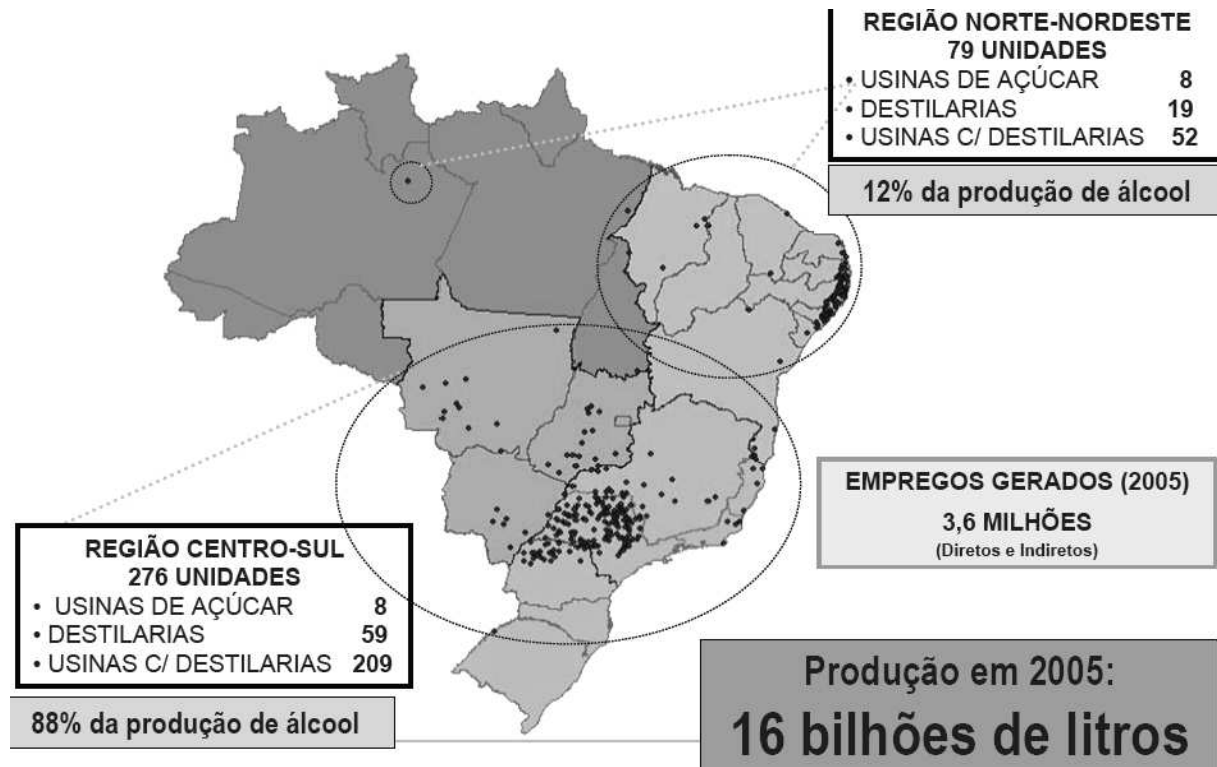 REGIÃO NORTE-NORDESTE
79 UNIDADES
• USINAS DE AÇÚCAR 8
• DESTILARIAS 19
• USINAS C/ DESTILARIAS 52
12% da produção de álcool
EMPREGOS GERADOS (2005)
3,6 MILHÕES
(Diretos e Indiretos)
REGIÃO CENTRO-SUL
276 UNIDADES
• USINAS DE AÇÚCAR 8
• DESTILARIAS 59
• USINAS C/ DESTILARIAS 209
88% da produção de álcool
Produção em 2005:
16 bilhões de litros